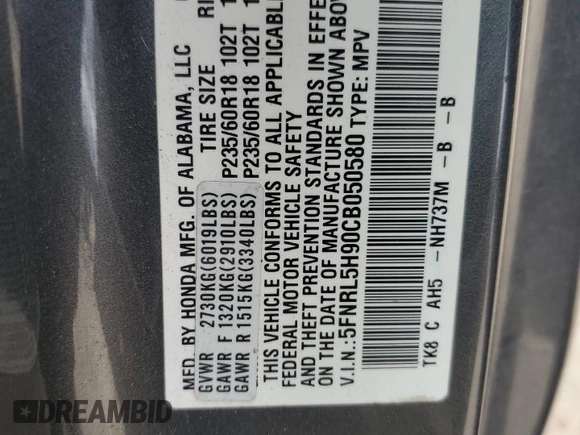 MFD. BY HONDA MFG. OF ALABAMA, LLC
TIRE SIZE
GVWR 2730KG(6019LBS)
GAWR F 1320KG(2910LBS) P235/60R18 102T
GAWR R 1515KG(3340LBS) P235/60R18 102T
THIS VEHICLE CONFORMS TO ALL APPLICABLE
FEDERAL MOTOR VEHICLE SAFETY
AND THEFT PREVENTION STANDARDS IN EFFE
ON THE DATE OF MANUFACTURE SHOWN ABOV
V.I.N.:5FNRL5H90CB050580 TYPE: MPV
TK8 C AH5 -NH737M -B -B
DREAMBID